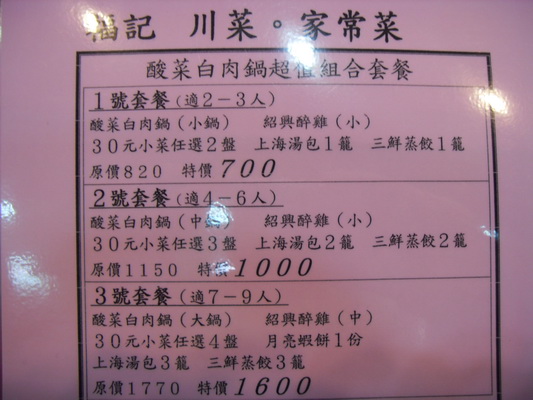 福記 川菜。家常菜
酸菜白肉鍋超值組合套餐
1號套餐(適2－3人)
酸菜白肉鍋(小鍋) 紹興醉雞(小)
30元小菜任選2盤 上海湯包1籠 三鮮蒸餃1籠
原價820 特價700
2號套餐(適4－6人)
酸菜白肉鍋(中鍋) 紹興醉雞(小)
30元小菜任選3盤 上海湯包2籠 三鮮蒸餃2籠
原價1150 特價1000
3號套餐(適7－9人)
酸菜白肉鍋(大鍋) 紹興醉雞(中)
30元小菜任選4盤 月亮蝦餅1份
上海湯包3籠 三鮮蒸餃3籠
原價1770 特價1600